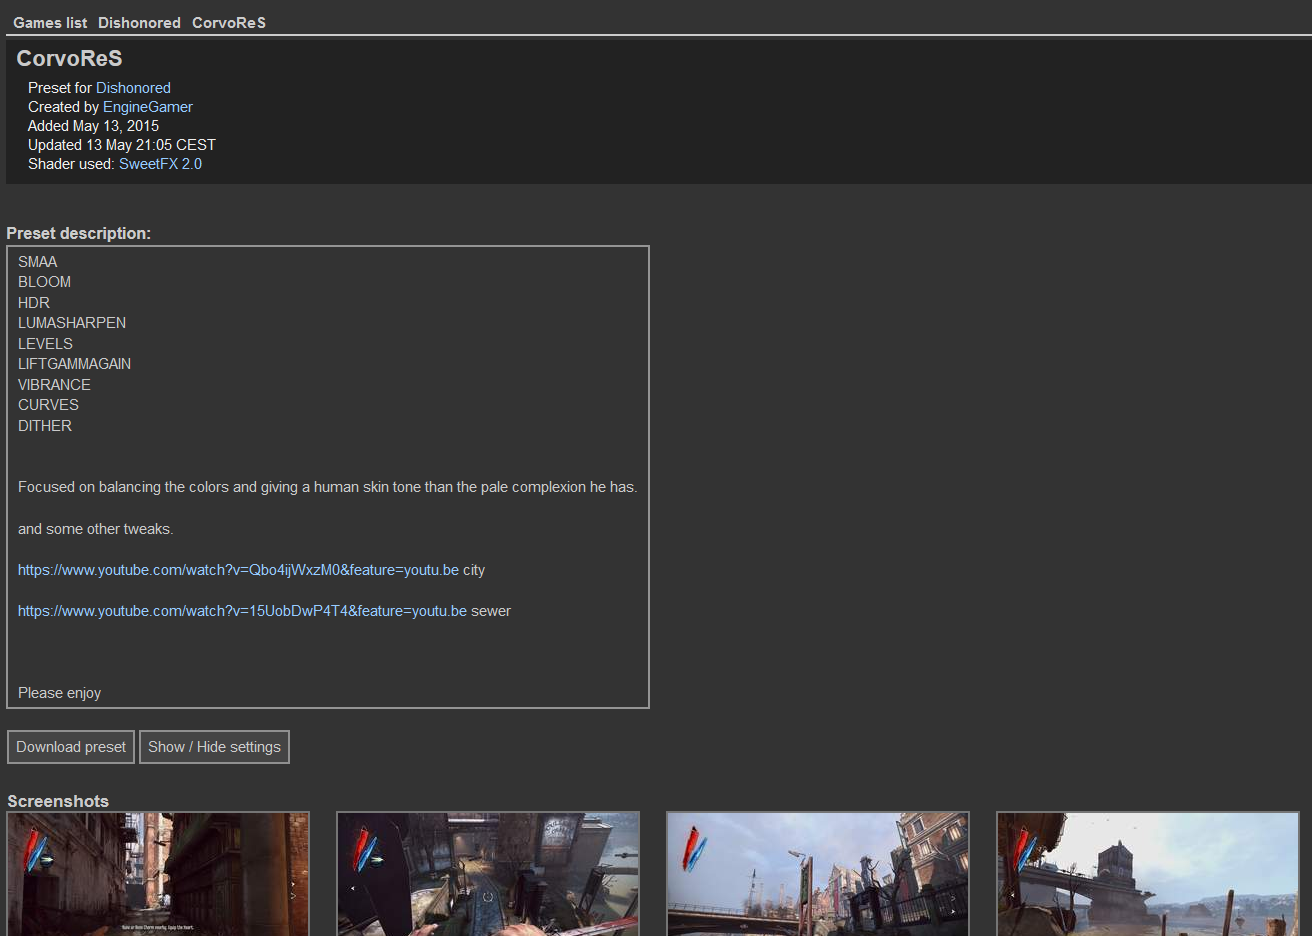 Games list Dishonored CorvoReS
CorvoReS
Preset for Dishonored
Created by EngineGamer
Added May 13, 2015
Updated 13 May 21:05 CEST
Shader used: SweetFX 2.0
Preset description:
SMAA
BLOOM
HDR
LUMASHARPEN
LEVELS
LIFTGAMMAGAIN
VIBRANCE
CURVES
DITHER
Focused on balancing the colors and giving a human skin tone than the pale complexion he has.
and some other tweaks.
https://www.youtube.com/watch?v=Qbo4ijWxzM0&feature=youtu.be city
https://www.youtube.com/watch?v=15UobDwP4T4&feature=youtu.be sewer
Please enjoy
Download preset Show / Hide settings
Screenshots